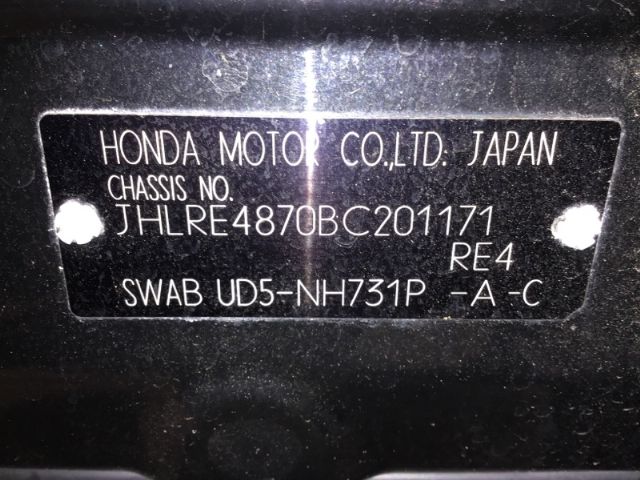 HONDA MOTOR CO.,LTD. JAPAN
CHASSIS NO.
JHLRE4870BC201171
RE4
SWAB UD5-NH731P -A -C